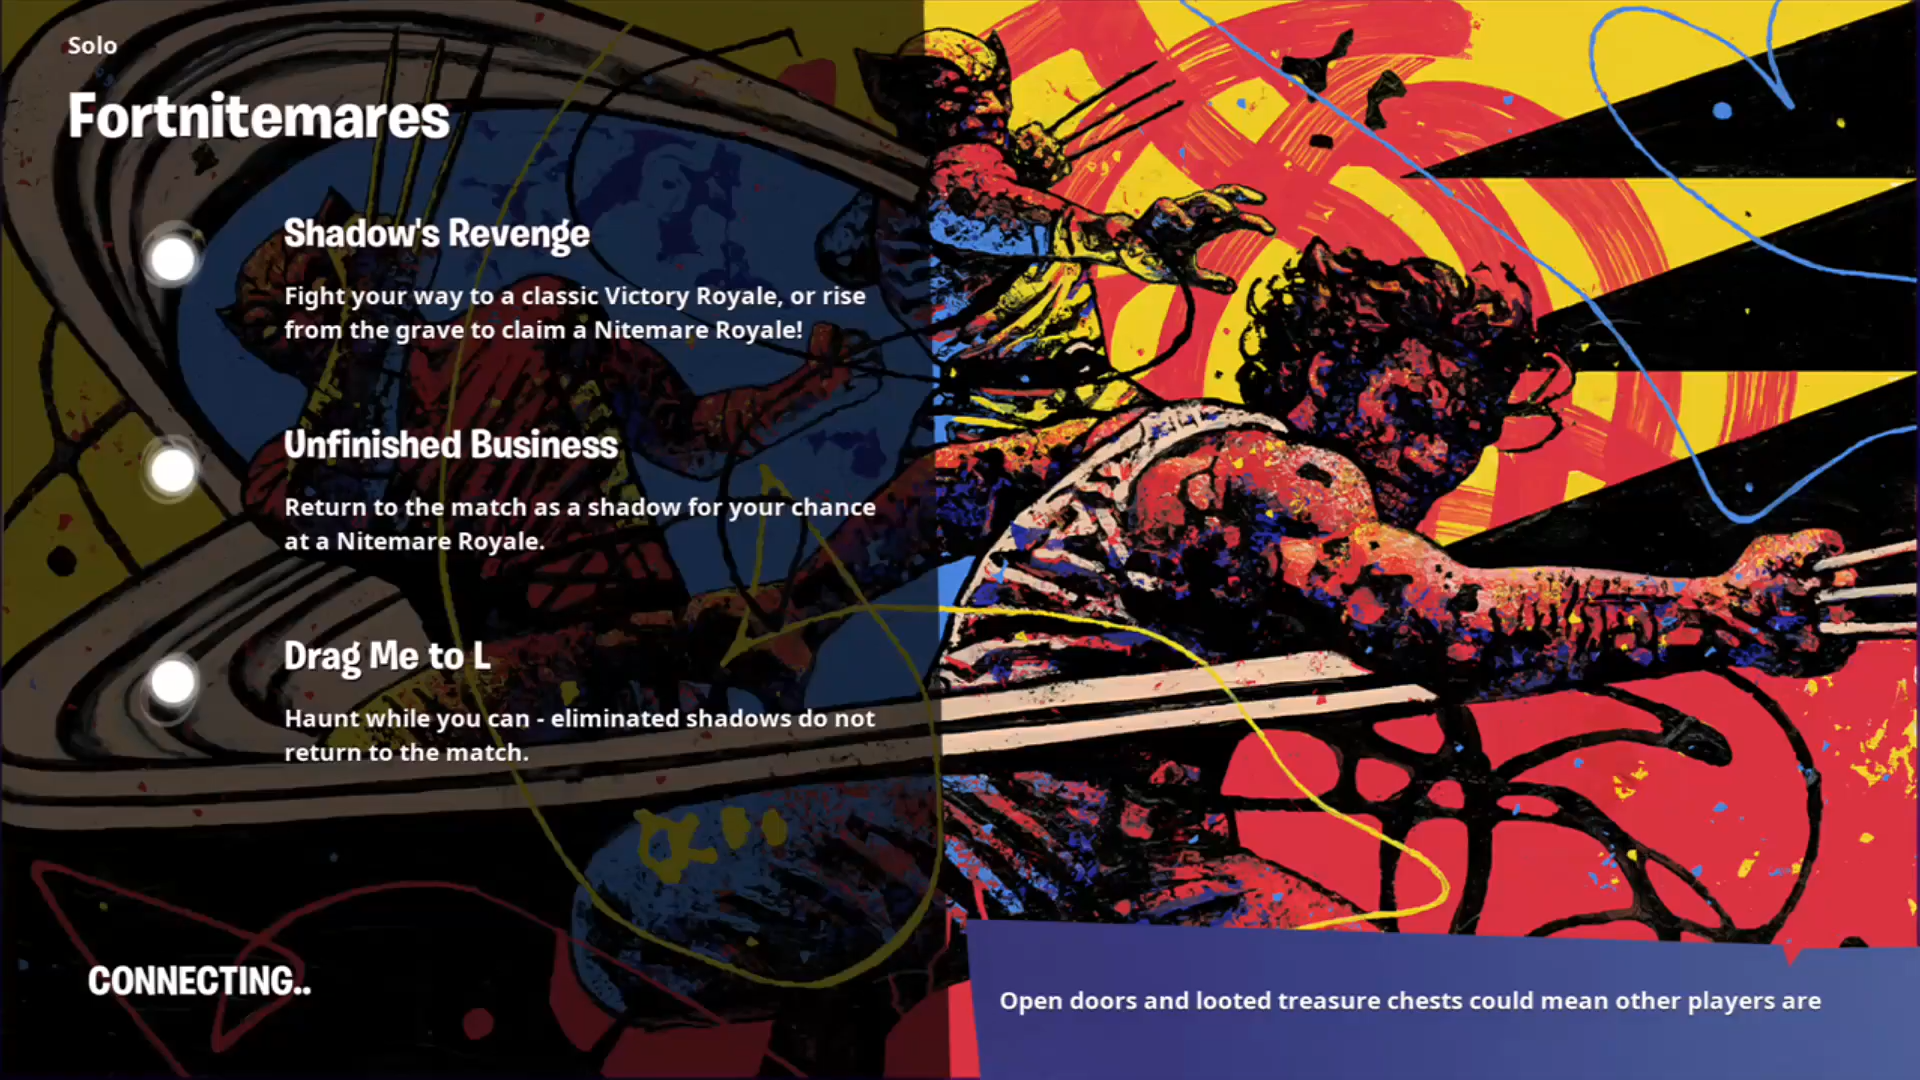 Solo
Fortnitemares
Shadow's Revenge
Fight your way to a classic Victory Royale, or rise
from the grave to claim a Nitemare Royale!
Unfinished Business
Return to the match as a shadow for your chance
at a Nitemare Royale.
Drag Me to L
Haunt while you can - eliminated shadows do not
return to the match.
CONNECTING..
Open doors and looted treasure chests could mean other players are